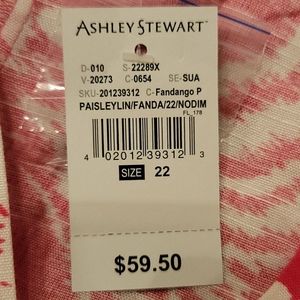 ASHLEY STEWART™
D-010 S-22289X
V-20273 C-0654 SE-SUA
SKU-201239312 C-Fandango P
PAISLEYLIN/FANDA/22/NODIM
FL_178
4 02012 39312 3
SIZE 22
$59.50